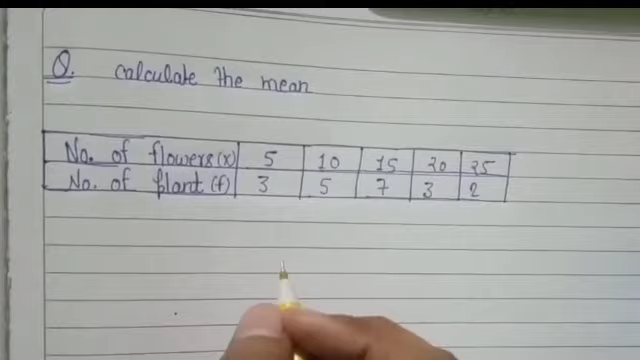 Q. calculate the mean
No. of flowers(x) 5 10 15 20 25
No. of plant (f) 3 5 7 3 2